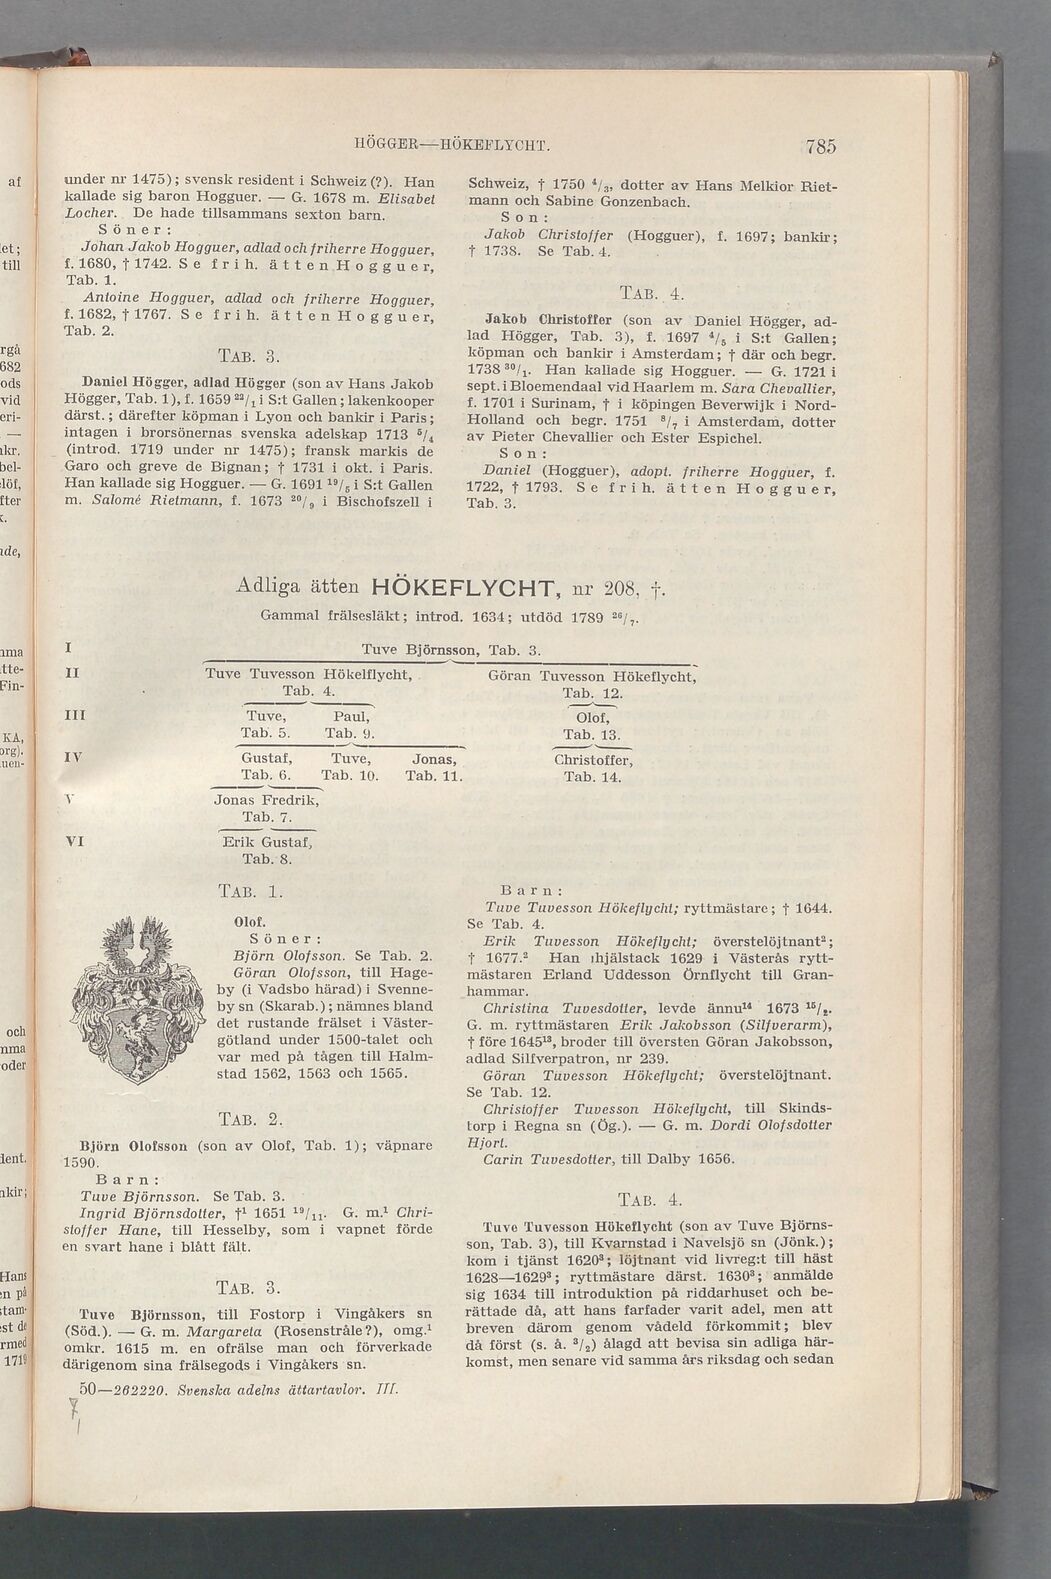 HÖGGER—HÖKEFLYCHT.
785
under nr 1475); svensk resident i Schweiz (?). Han
kallade sig baron Hogguer. — G. 1678 m. Elisabet
Locher. De hade tillsammans sexton barn.
Söner:
Johan Jakob Hogguer, adlad och friherre Hogguer,
f. 1680, † 1742. Se frih. ätten Hogguer,
Tab. 1.
Antoine Hogguer, adlad och friherre Hogguer,
f. 1682, † 1767. Se frih. ätten Hogguer,
Tab. 2.
TAB. 3.
Daniel Högger, adlad Högger (son av Hans Jakob
Högger, Tab. 1), f. 1659 22/1 i S:t Gallen; lakenkooper
därst.; därefter köpman i Lyon och bankir i Paris;
intagen i brorsönernas svenska adelskap 1713 5/4
(introd. 1719 under nr 1475); fransk markis de
Garo och greve de Bignan; † 1731 i okt. i Paris.
Han kallade sig Hogguer. — G. 1691 19/5 i S:t Gallen
m. Salomé Rietmann, f. 1673 20/9 i Bischofszell i
Schweiz, † 1750 4/3, dotter av Hans Melkior Riet-
mann och Sabine Gonzenbach.
Son:
Jakob Christoffer (Hogguer), f. 1697; bankir;
† 1738. Se Tab. 4.
TAB. 4.
Jakob Christoffer (son av Daniel Högger, ad-
lad Högger, Tab. 3), f. 1697 4/5 i S:t Gallen;
köpman och bankir i Amsterdam; † där och begr.
1738 30/1. Han kallade sig Hogguer. — G. 1721 i
sept. i Bloemendaal vid Haarlem m. Sara Chevallier,
f. 1701 i Surinam, † i köpingen Beverwijk i Nord-
Holland och begr. 1751 8/7 i Amsterdam, dotter
av Pieter Chevallier och Ester Espichel.
Son:
Daniel (Hogguer), adopt. friherre Hogguer, f.
1722, † 1793. Se frih. ätten Hogguer,
Tab. 3.
Adliga ätten HÖKEFLYCHT, nr 208, †.
Gammal frälsesläkt; introd. 1634; utdöd 1789 26/7.
I Tuve Björnsson, Tab. 3.
II Tuve Tuvesson Hökelflycht, Göran Tuvesson Hökeflycht,
Tab. 4. Tab. 12.
III Tuve, Paul, Olof,
Tab. 5. Tab. 9. Tab. 13.
IV Gustaf, Tuve, Jonas, Christoffer,
Tab. 6. Tab. 10. Tab. 11. Tab. 14.
V Jonas Fredrik,
Tab. 7.
VI Erik Gustaf,
Tab. 8.
TAB. 1.
Olof.
Söner:
Björn Olofsson. Se Tab. 2.
Göran Olofsson, till Hage-
by (i Vadsbo härad) i Svenne-
by sn (Skarab.); nämnes bland
det rustande frälset i Väster-
götland under 1500-talet och
var med på tågen till Halm-
stad 1562, 1563 och 1565.
TAB. 2.
Björn Olofsson (son av Olof, Tab. 1); väpnare
1590.
Barn:
Tuve Björnsson. Se Tab. 3.
Ingrid Björnsdotter, †1 1651 19/11. G. m.1 Chri-
stoffer Hane, till Hesselby, som i vapnet förde
en svart hane i blått fält.
TAB. 3.
Tuve Björnsson, till Fostorp i Vingåkers sn
(Söd.). — G. m. Margareta (Rosenstråle?), omg.1
omkr. 1615 m. en ofrälse man och förverkade
därigenom sina frälsegods i Vingåkers sn.
50—262220. Svenska adelns ättartavlor. III.
Barn:
Tuve Tuvesson Hökeflycht; ryttmästare; † 1644.
Se Tab. 4.
Erik Tuvesson Hökeflycht; överstelöjtnant2;
† 1677.2 Han ihjälstack 1629 i Västerås rytt-
mästaren Erland Uddesson Örnflycht till Gran-
hammar.
Christina Tuvesdotter, levde ännu14 1673 15/2.
G. m. ryttmästaren Erik Jakobsson (Silfverarm),
† före 164513, broder till översten Göran Jakobsson,
adlad Silfverpatron, nr 239.
Göran Tuvesson Hökeflycht; överstelöjtnant.
Se Tab. 12.
Christoffer Tuvesson Hökeflycht, till Skinds-
torp i Regna sn (Ög.). — G. m. Dordi Olofsdotter
Hjort.
Carin Tuvesdotter, till Dalby 1656.
TAB. 4.
Tuve Tuvesson Hökeflycht (son av Tuve Björns-
son, Tab. 3), till Kvarnstad i Navelsjö sn (Jönk.);
kom i tjänst 16203; löjtnant vid livreg:t till häst
1628—16293; ryttmästare därst. 16303; anmälde
sig 1634 till introduktion på riddarhuset och be-
rättade då, att hans farfader varit adel, men att
breven därom genom vådeld förkommit; blev
då först (s. å. 3/2) ålagd att bevisa sin adliga här-
komst, men senare vid samma års riksdag och sedan